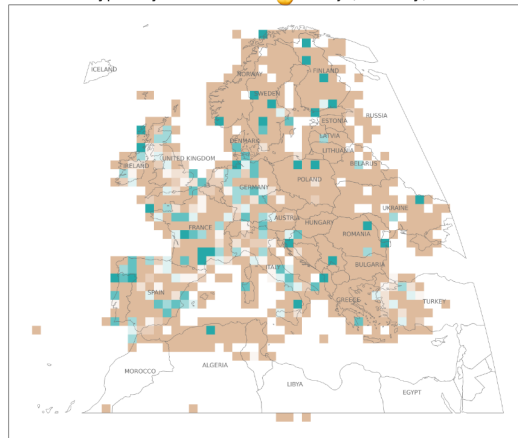 ICELAND
NORWAY
FINLAND
SWEDEN
ESTONIA
RUSSIA
LATVIA
DENMARK
LITHUANIA
UNITED KINGDOM
IRELAND
BELARUS
POLAND
GERMANY
UKRAINE
AUSTRIA
HUNGARY
FRANCE
ROMANIA
ITALY
BULGARIA
SPAIN
GREECE
TURKEY
MOROCCO
ALGERIA
LIBYA
EGYPT